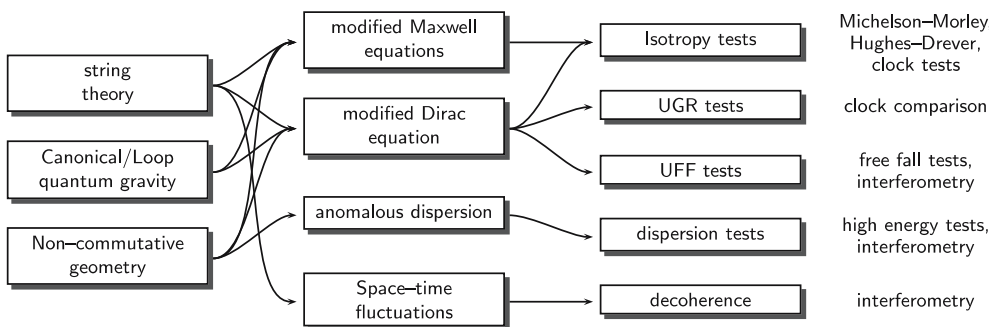 string
theory
Canonical/Loop
quantum gravity
Non–commutative
geometry
modified Maxwell
equations
modified Dirac
equation
anomalous dispersion
Space–time
fluctuations
Isotropy tests
UGR tests
UFF tests
dispersion tests
decoherence
Michelson–Morley
Hughes–Drever,
clock tests
clock comparison
free fall tests,
interferometry
high energy tests,
interferometry
interferometry